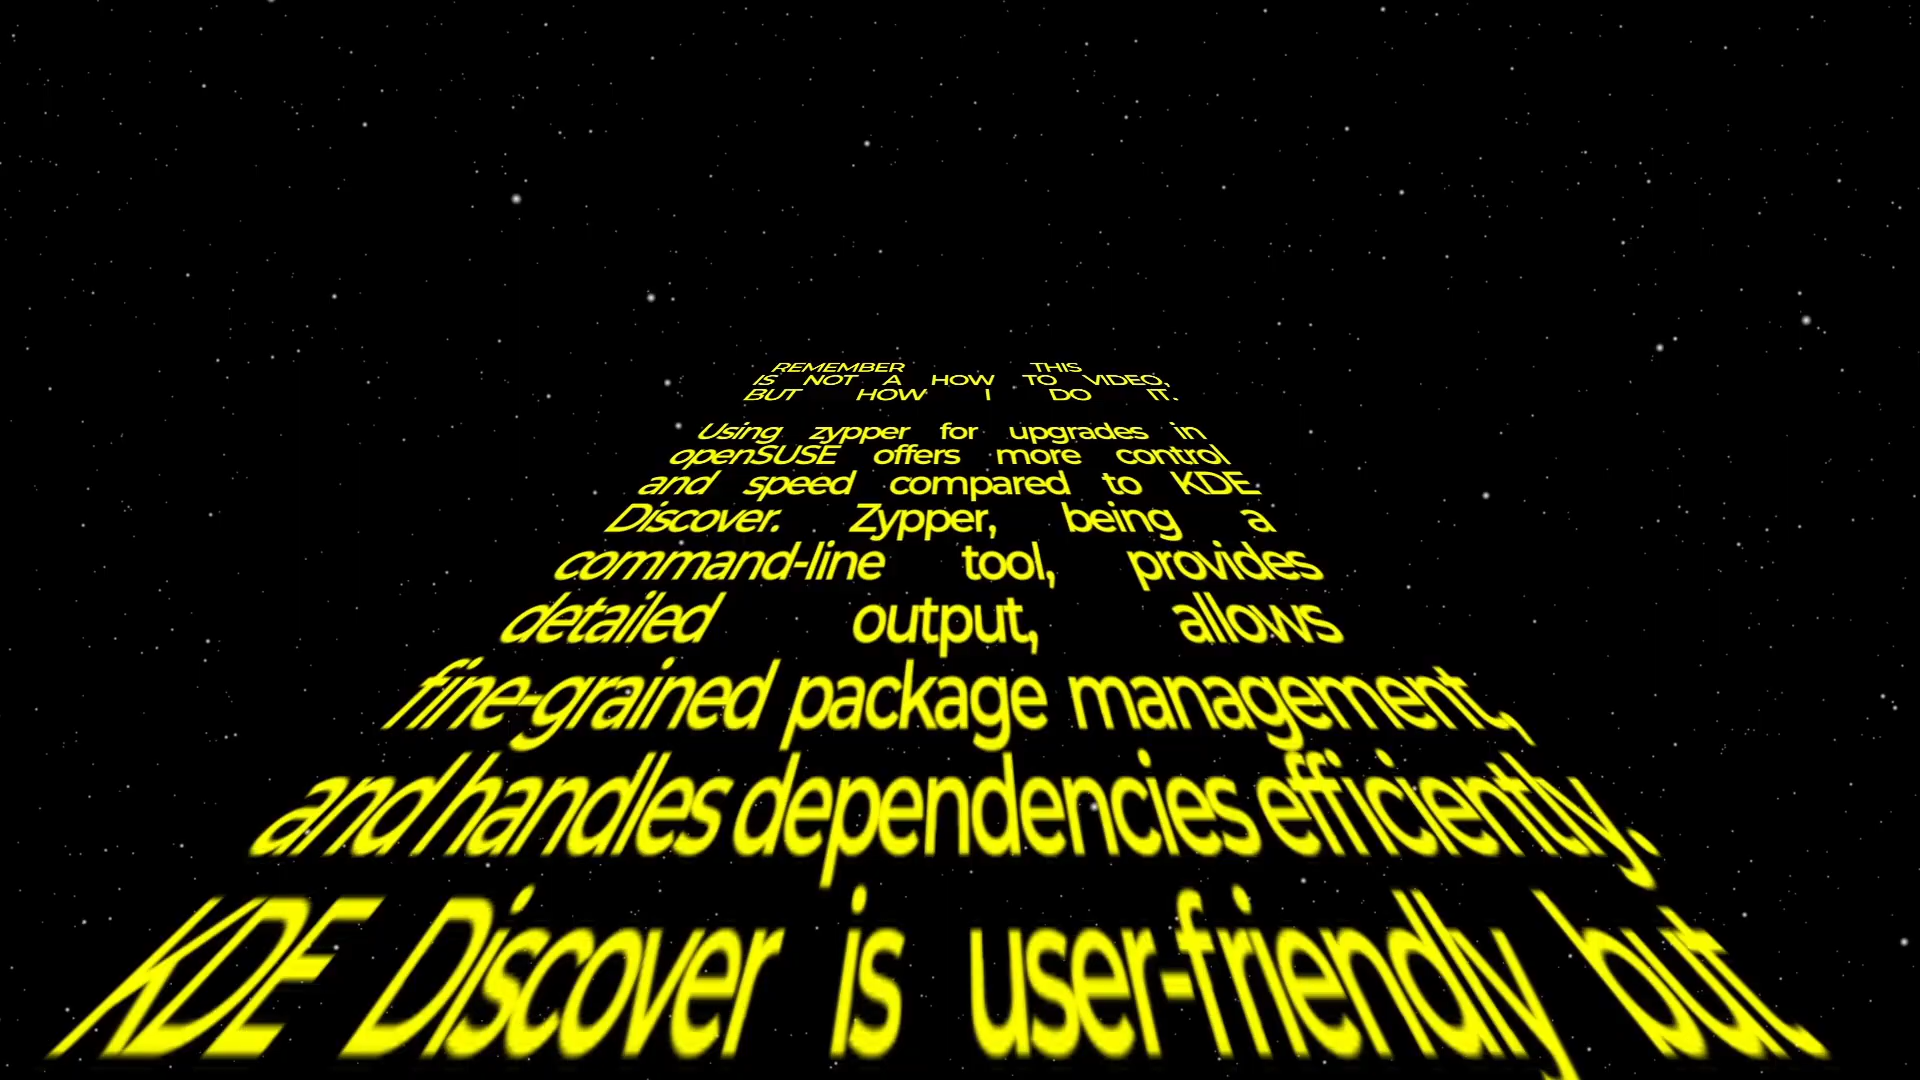 REMEMBER THIS
IS NOT A HOW TO VIDEO,
BUT HOW I DO IT.
Using zypper for upgrades in
openSUSE offers more control
and speed compared to KDE
Discover. Zypper, being a
command-line tool, provides
detailed output, allows
fine-grained package management,
and handles dependencies efficiently.
KDE Discover is user-friendly but